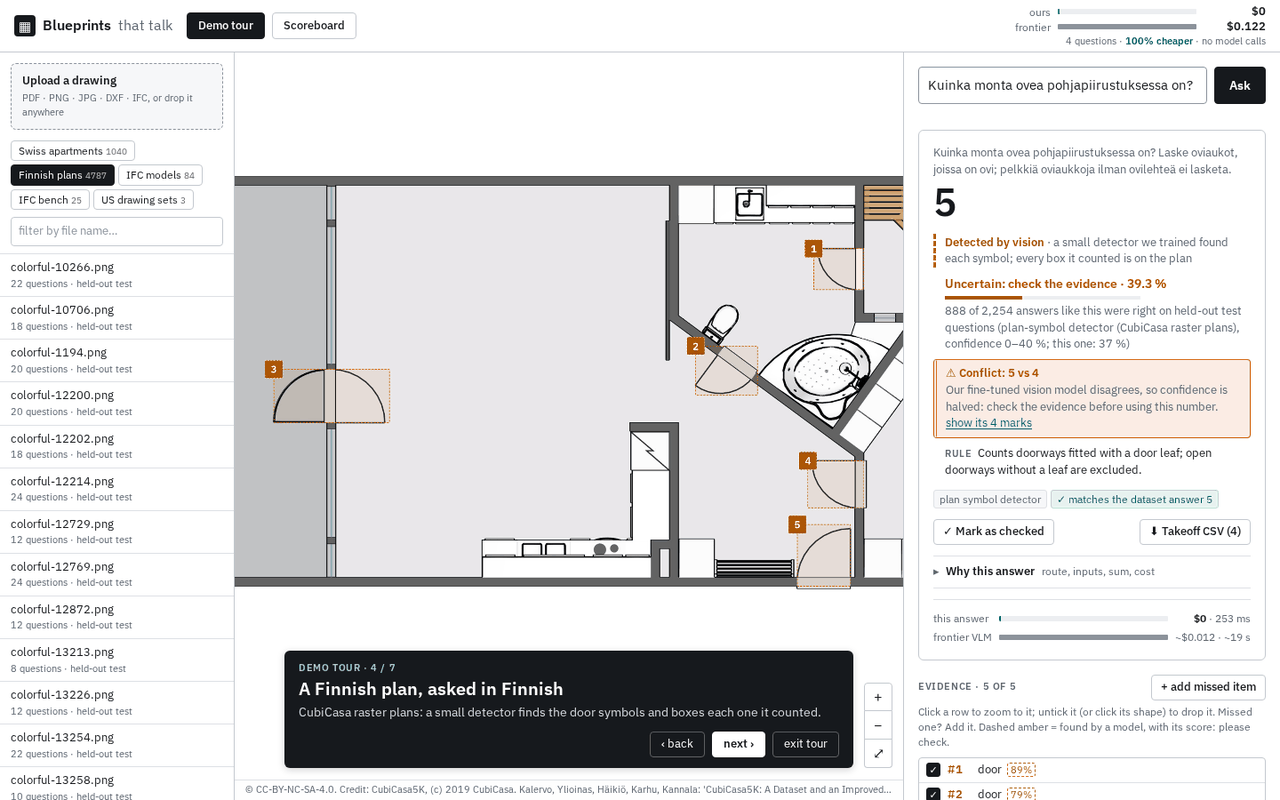 Blueprints that talk
Demo tour
Scoreboard
ours $0
frontier $0.122
4 questions · 100% cheaper · no model calls
Upload a drawing
PDF · PNG · JPG · DXF · IFC, or drop it
anywhere
Swiss apartments 1040
Finnish plans 4787
IFC models 84
IFC bench 25
US drawing sets 3
filter by file name...
colorful-10266.png
22 questions · held-out test
colorful-10706.png
18 questions · held-out test
colorful-1194.png
20 questions · held-out test
colorful-12200.png
20 questions · held-out test
colorful-12202.png
18 questions · held-out test
colorful-12214.png
24 questions · held-out test
colorful-12729.png
12 questions · held-out test
colorful-12769.png
24 questions · held-out test
colorful-12872.png
12 questions · held-out test
colorful-13213.png
8 questions · held-out test
colorful-13226.png
12 questions · held-out test
colorful-13254.png
22 questions · held-out test
colorful-13258.png
10 questions · held-out test
1
2
3
4
5
DEMO TOUR · 4 / 7
A Finnish plan, asked in Finnish
CubiCasa raster plans: a small detector finds the door symbols and boxes each one it counted.
‹ back
next ›
exit tour
+
−
⤢
© CC-BY-NC-SA-4.0. Credit: CubiCasa5K, (c) 2019 CubiCasa. Kalervo, Ylioinas, Häikiö, Karhu, Kannala: 'CubiCasa5K: A Dataset and an Improved...
Kuinka monta ovea pohjapiirustuksessa on?
Ask
Kuinka monta ovea pohjapiirustuksessa on? Laske oviaukot,
joissa on ovi; pelkkiä oviaukkoja ilman ovilehteä ei lasketa.
5
Detected by vision · a small detector we trained found
each symbol; every box it counted is on the plan
Uncertain: check the evidence · 39.3 %
888 of 2,254 answers like this were right on held-out test
questions (plan-symbol detector (CubiCasa raster plans),
confidence 0–40 %; this one: 37 %)
⚠ Conflict: 5 vs 4
Our fine-tuned vision model disagrees, so confidence is
halved: check the evidence before using this number.
show its 4 marks
RULE Counts doorways fitted with a door leaf; open
doorways without a leaf are excluded.
plan symbol detector
✓ matches the dataset answer 5
✓ Mark as checked
⬇ Takeoff CSV (4)
▸ Why this answer route, inputs, sum, cost
this answer $0 · 253 ms
frontier VLM ~$0.012 · ~19 s
EVIDENCE · 5 OF 5
+ add missed item
Click a row to zoom to it; untick it (or click its shape) to drop it. Missed
one? Add it. Dashed amber = found by a model, with its score: please
check.
✓ #1 door 89%
✓ #2 door 79%